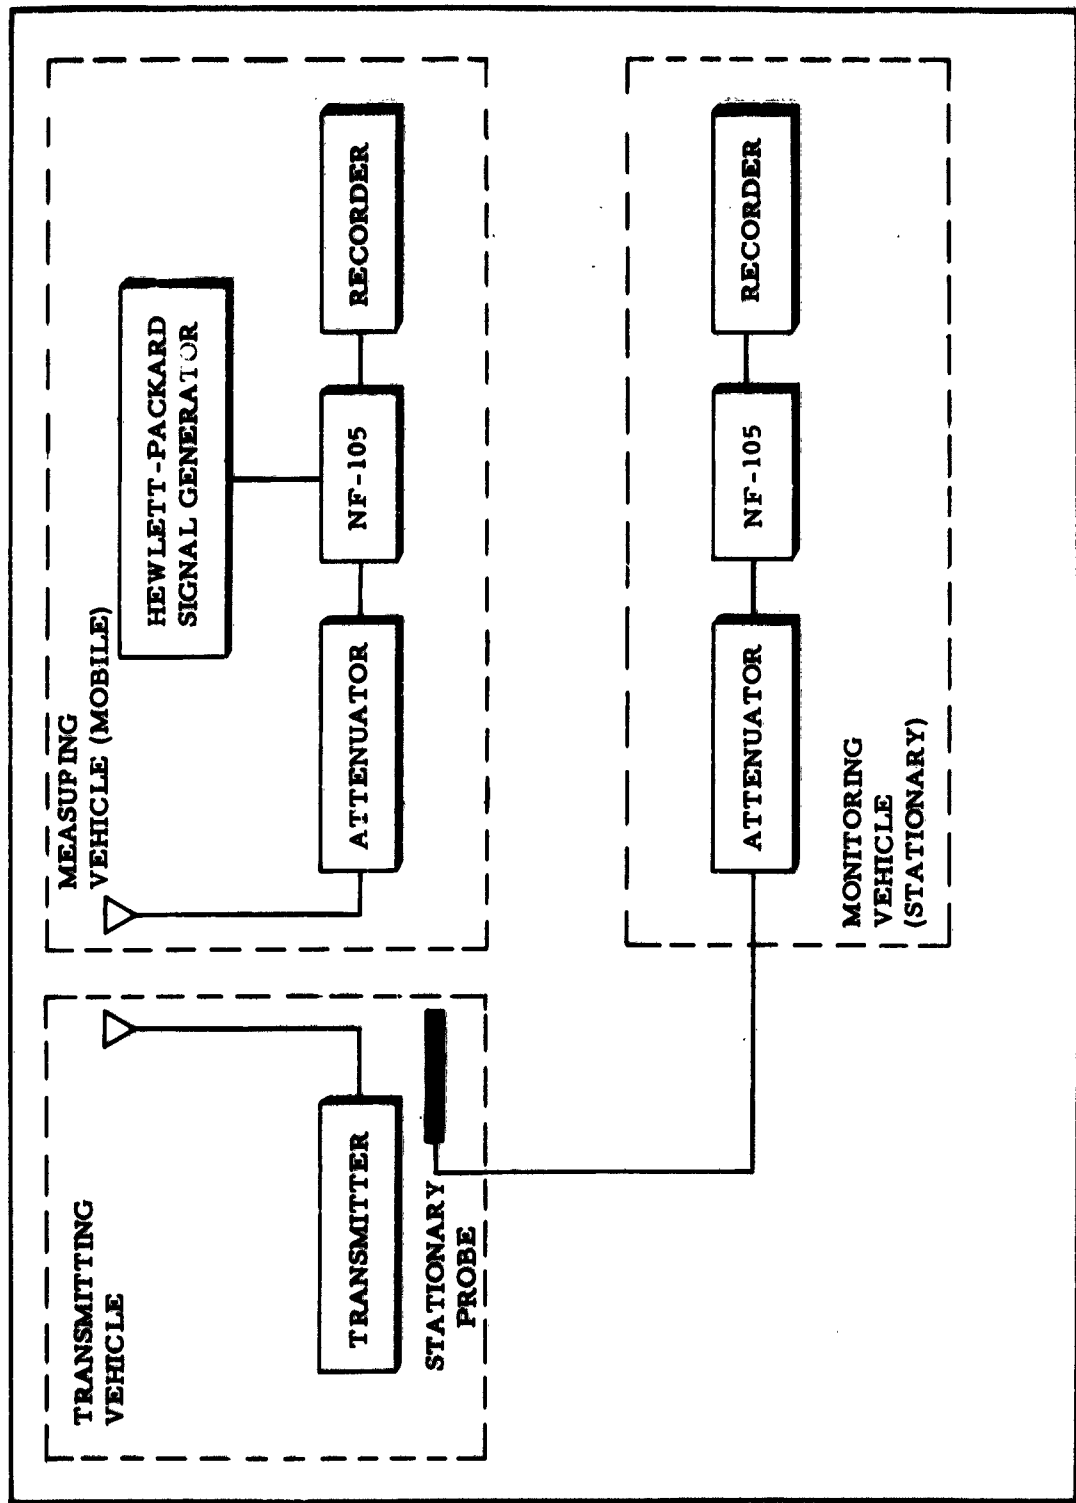 TRANSMITTING
VEHICLE
TRANSMITTER
STATIONARY
PROBE
MEASUPING
VEHICLE (MOBILE)
HEWLETT-PACKARD
SIGNAL GENERATOR
ATTENUATOR
NF-105
RECORDER
ATTENUATOR
NF-105
RECORDER
MONITORING
VEHICLE
(STATIONARY)